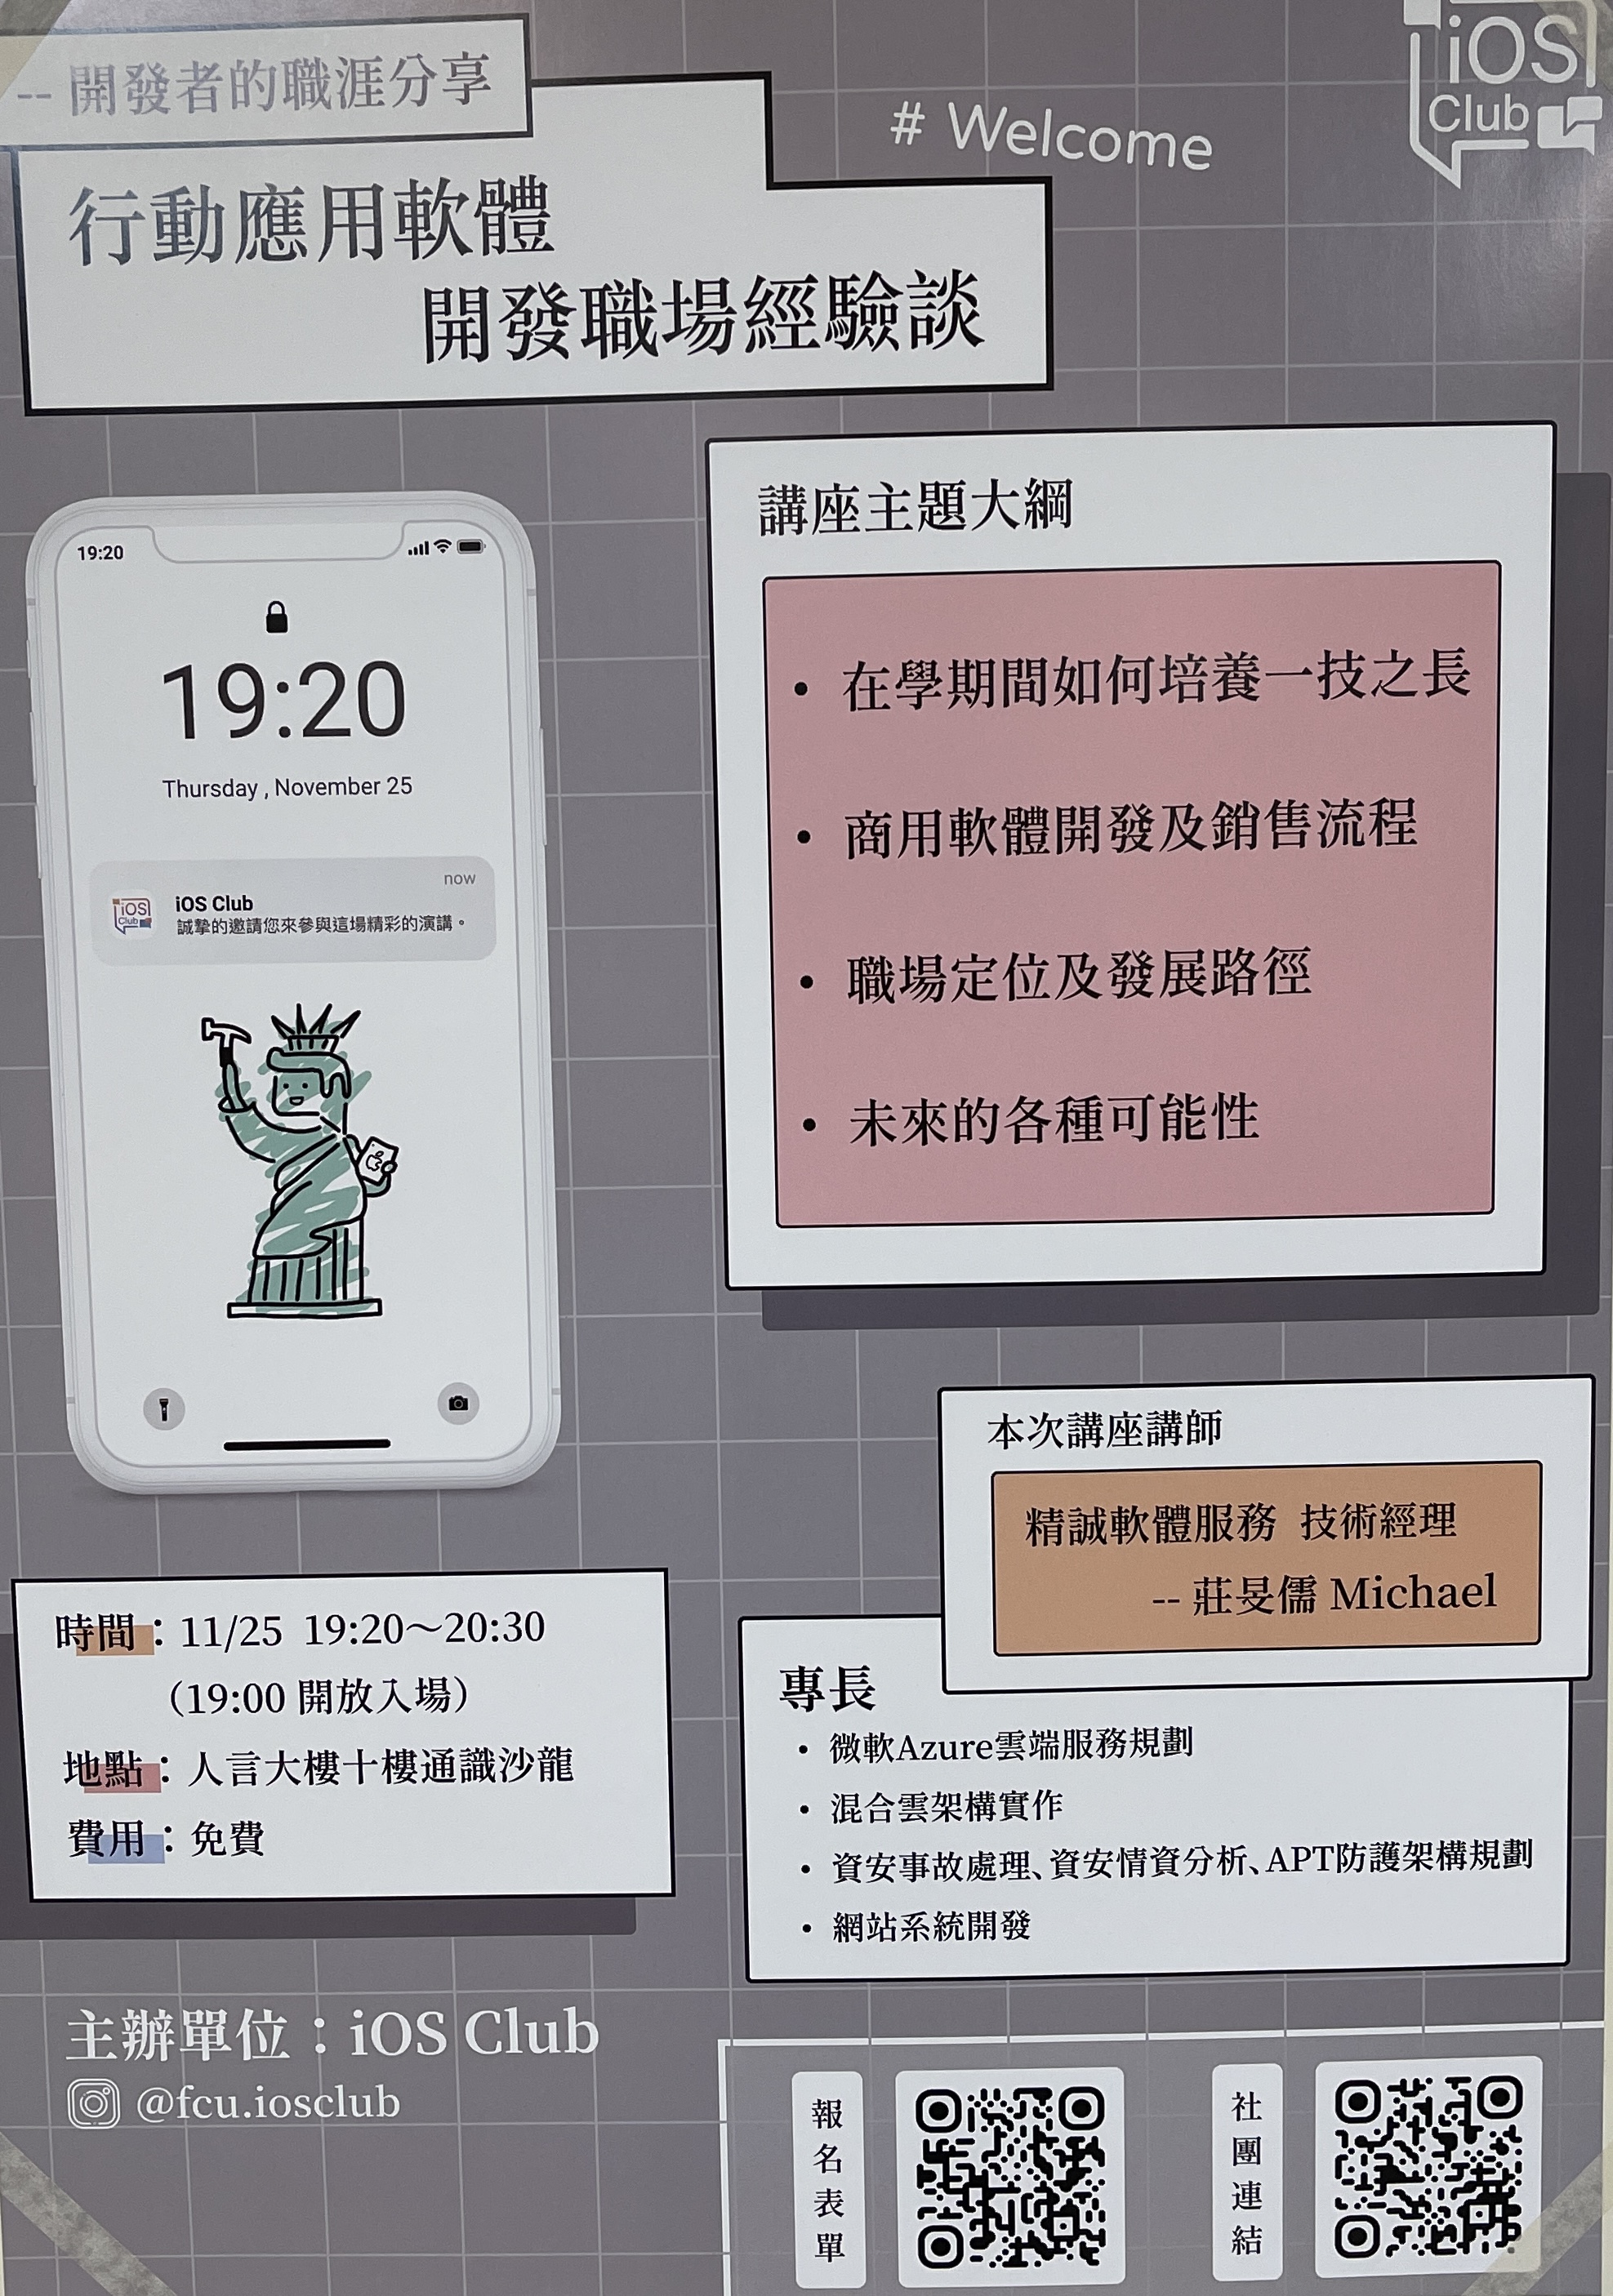 -- 開發者的職涯分享
# Welcome
iOS
Club
行動應用軟體
開發職場經驗談
講座主題大綱
• 在學期間如何培養一技之長
• 商用軟體開發及銷售流程
• 職場定位及發展路徑
• 未來的各種可能性
19:20
19:20
Thursday , November 25
now
iOS Club
iOS
Club
誠摯的邀請您來參與這場精彩的演講。
本次講座講師
精誠軟體服務 技術經理
-- 莊旻儒 Michael
專長
• 微軟Azure雲端服務規劃
• 混合雲架構實作
• 資安事故處理、資安情資分析、APT防護架構規劃
• 網站系統開發
時間：11/25 19:20～20:30
（19:00 開放入場）
地點：人言大樓十樓通識沙龍
費用：免費
主辦單位：iOS Club
@fcu.iosclub
報名表單
社團連結